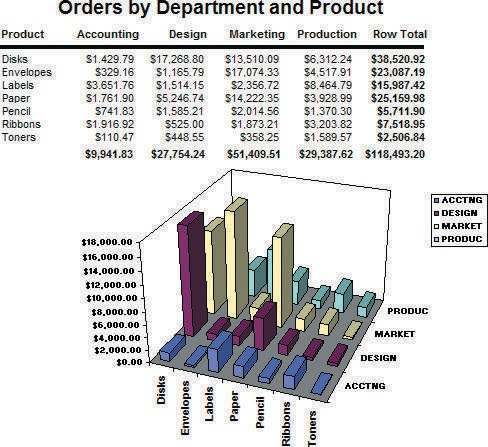 Orders by Department and Product
Product Accounting Design Marketing Production Row Total
Disks $1.429.79 $17,268.80 $13,510.09 $6,312.24 $38,520.92
Envelopes $329.16 $1,165.79 $17,074.33 $4,517.91 $23,087.19
Labels $3,651.76 $1,514.15 $2,356.72 $8,464.79 $15,987.42
Paper $1,761.90 $5,246.74 $14,222.35 $3,928.99 $25,159.98
Pencil $741.83 $1,585.21 $2,014.56 $1,370.30 $5,711.90
Ribbons $1,916.92 $525.00 $1,873.21 $3,203.82 $7,518.95
Toners $110.47 $448.55 $358.25 $1,589.57 $2,506.84
$9,941.83 $27,754.24 $51,409.51 $29,387.62 $118,493.20
ACCTNG
DESIGN
MARKET
PRODUC
$18,000.00
$16,000.00
$14,000.00
$12,000.00
$10,000.00
$8,000.00
$6,000.00
$4,000.00
$2,000.00
$0.00
PRODUC
MARKET
DESIGN
ACCTNG
Disks
Envelopes
Labels
Paper
Pencil
Ribbons
Toners